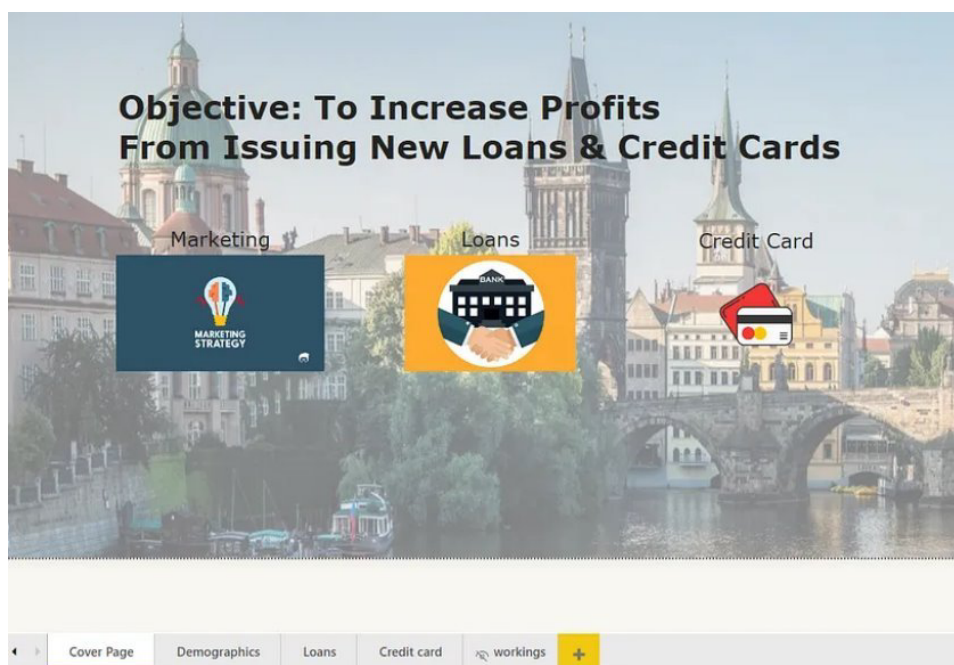 Objective: To Increase Profits
From Issuing New Loans & Credit Cards
Marketing
Loans
Credit Card
BANK
MARKETING
STRATEGY
Cover Page
Demographics
Loans
Credit card
workings
+